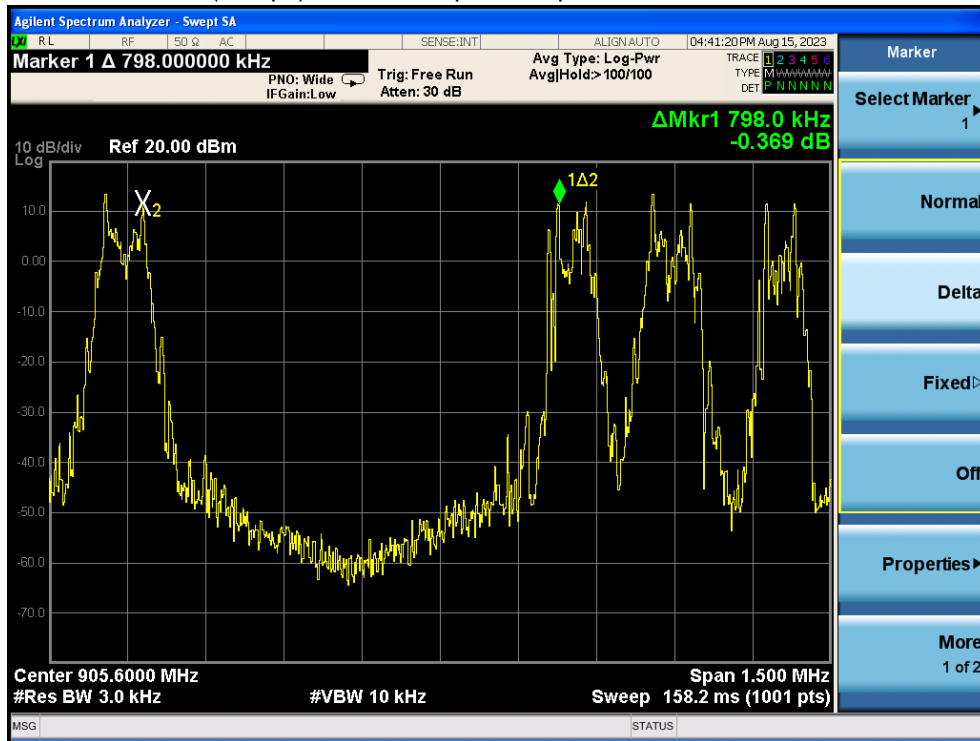 Agilent Spectrum Analyzer - Swept SA
LXI RL RF 50 Ω AC SENSE:INT ALIGN AUTO 04:41:20 PM Aug 15, 2023
Marker 1 Δ 798.000000 kHz
PNO: Wide
IFGain:Low
Trig: Free Run
Atten: 30 dB
Avg Type: Log-Pwr
Avg|Hold:>100/100
TRACE 1 2 3 4 5 6
TYPE M WWWWW
DET P N N N N N
ΔMkr1 798.0 kHz
-0.369 dB
10 dB/div Ref 20.00 dBm
Log
1Δ2
X2
10.0
0.00
-10.0
-20.0
-30.0
-40.0
-50.0
-60.0
-70.0
Center 905.6000 MHz Span 1.500 MHz
#Res BW 3.0 kHz #VBW 10 kHz Sweep 158.2 ms (1001 pts)
MSG STATUS
Marker
Select Marker
1
Normal
Delta
Fixed
Off
Properties
More
1 of 2